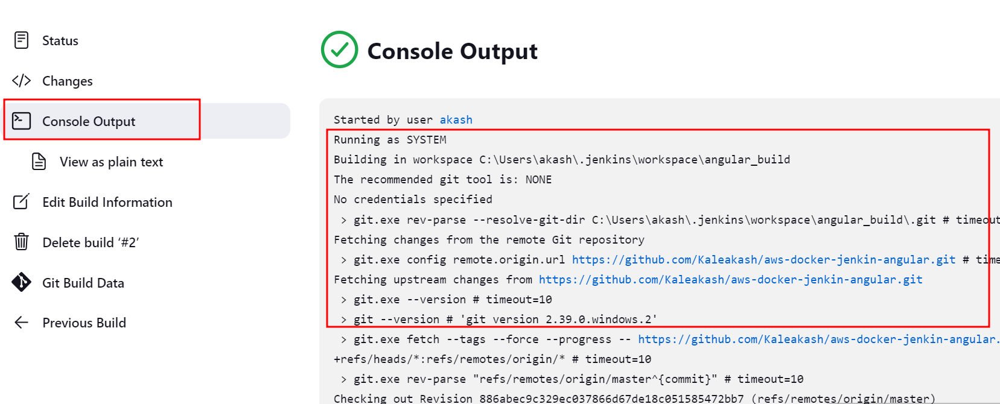 Status
Changes
Console Output
View as plain text
Edit Build Information
Delete build ‘#2’
Git Build Data
Previous Build
Console Output
Started by user akash
Running as SYSTEM
Building in workspace C:\Users\akash\.jenkins\workspace\angular_build
The recommended git tool is: NONE
No credentials specified
> git.exe rev-parse --resolve-git-dir C:\Users\akash\.jenkins\workspace\angular_build\.git # timeout
Fetching changes from the remote Git repository
> git.exe config remote.origin.url https://github.com/Kaleakash/aws-docker-jenkin-angular.git # time
Fetching upstream changes from https://github.com/Kaleakash/aws-docker-jenkin-angular.git
> git.exe --version # timeout=10
> git --version # 'git version 2.39.0.windows.2'
> git.exe fetch --tags --force --progress -- https://github.com/Kaleakash/aws-docker-jenkin-angular.
+refs/heads/*:refs/remotes/origin/* # timeout=10
> git.exe rev-parse "refs/remotes/origin/master^{commit}" # timeout=10
Checking out Revision 886abec9c329ec037866d67de18c051585472bb7 (refs/remotes/origin/master)